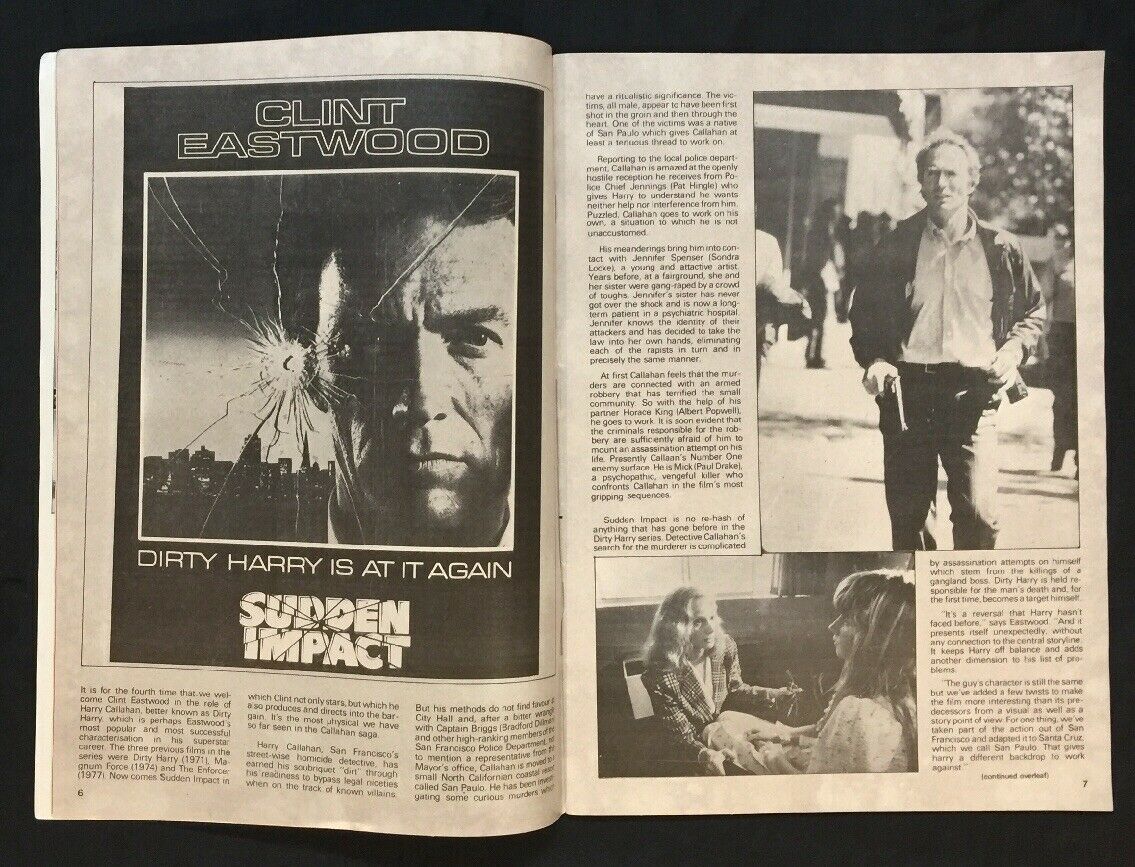 CLINT
EASTWOOD
DIRTY HARRY IS AT IT AGAIN
SUDDEN
IMPACT
It is for the fourth time that we wel-
come Clint Eastwood in the role of
Harry Callahan, better known as Dirty
Harry, which is perhaps Eastwood's
most popular and most successful
characterisation in his superstar
career. The three previous films in the
series were Dirty Harry (1971), Ma-
gnum Force (1974) and The Enforcer
(1977). Now comes Sudden Impact in
6
which Clint not only stars, but which he
also produces and directs into the bar-
gain. It's the most physical we have
so far seen in the Callahan saga.
Harry Callahan, San Francisco's
street-wise homicide detective, has
earned his soubriquet "dirt" through
his readiness to bypass legal niceties
when on the track of known villains.
But his methods do not find favour at
City Hall and, after a bitter wrangle
with Captain Briggs (Bradford Dillman)
and other high-ranking members of the
San Francisco Police Department, not
to mention a representative from the
Mayor's office, Callahan is moved to a
small North Californian coastal resort
called San Paulo. He has been investi-
gating some curious murders which
have a ritualistic significance. The vic-
tims, all male, appear to have been first
shot in the groin and then through the
heart. One of the victims was a native
of San Paulo which gives Callahan at
least a tenuous thread to work on.
Reporting to the local police depart-
ment, Callahan is amazed at the openly
hostile reception he receives from Po-
lice Chief Jennings (Pat Hingle) who
gives Harry to understand he wants
neither help nor interference from him.
Puzzled, Callahan goes to work on his
own, a situation to which he is not
unaccustomed.
His meanderings bring him into con-
tact with Jennifer Spenser (Sondra
Locke), a young and attactive artist.
Years before, at a fairground, she and
her sister were gang-raped by a crowd
of toughs. Jennifer's sister has never
got over the shock and is now a long-
term patient in a psychiatric hospital.
Jennifer knows the identity of their
attackers and has decided to take the
law into her own hands, eliminating
each of the rapists in turn and in
precisely the same manner.
At first Callahan feels that the mur-
ders are connected with an armed
robbery that has terrified the small
community. So with the help of his
partner Horace King (Albert Popwell),
he goes to work. It is soon evident that
the criminals responsible for the rob-
bery are sufficiently afraid of him to
mount an assassination attempt on his
life. Presently Callaan's Number One
enemy surface. He is Mick (Paul Drake),
a psychopathic, vengeful killer who
confronts Callahan in the film's most
gripping sequences.
Sudden Impact is no re-hash of
anything that has gone before in the
Dirty Harry series. Detective Callahan's
search for the murderer is complicated
by assassination attempts on himself
which stem from the killings of a
gangland boss. Dirty Harry is held re-
sponsible for the man's death and, for
the first time, becomes a target himself.
"It's a reversal that Harry hasn't
faced before," says Eastwood. "And it
presents itself unexpectedly, without
any connection to the central storyline.
It keeps Harry off balance and adds
another dimension to his list of pro-
blems.
"The guy's character is still the same
but we've added a few twists to make
the film more interesting than its pre-
decessors from a visual as well as a
story point of view. For one thing, we've
taken part of the action out of San
Francisco and adapted it to Santa Cruz,
which we call San Paulo. That gives
harry a different backdrop to work
against."
(continued overleaf)
7